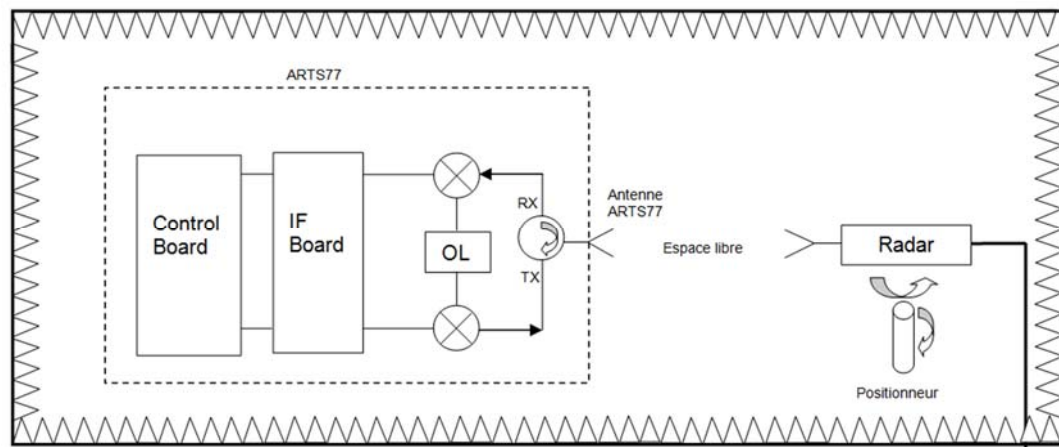 ARTS77
Control
Board
IF
Board
OL
RX
TX
Antenne
ARTS77
Espace libre
Radar
Positionneur